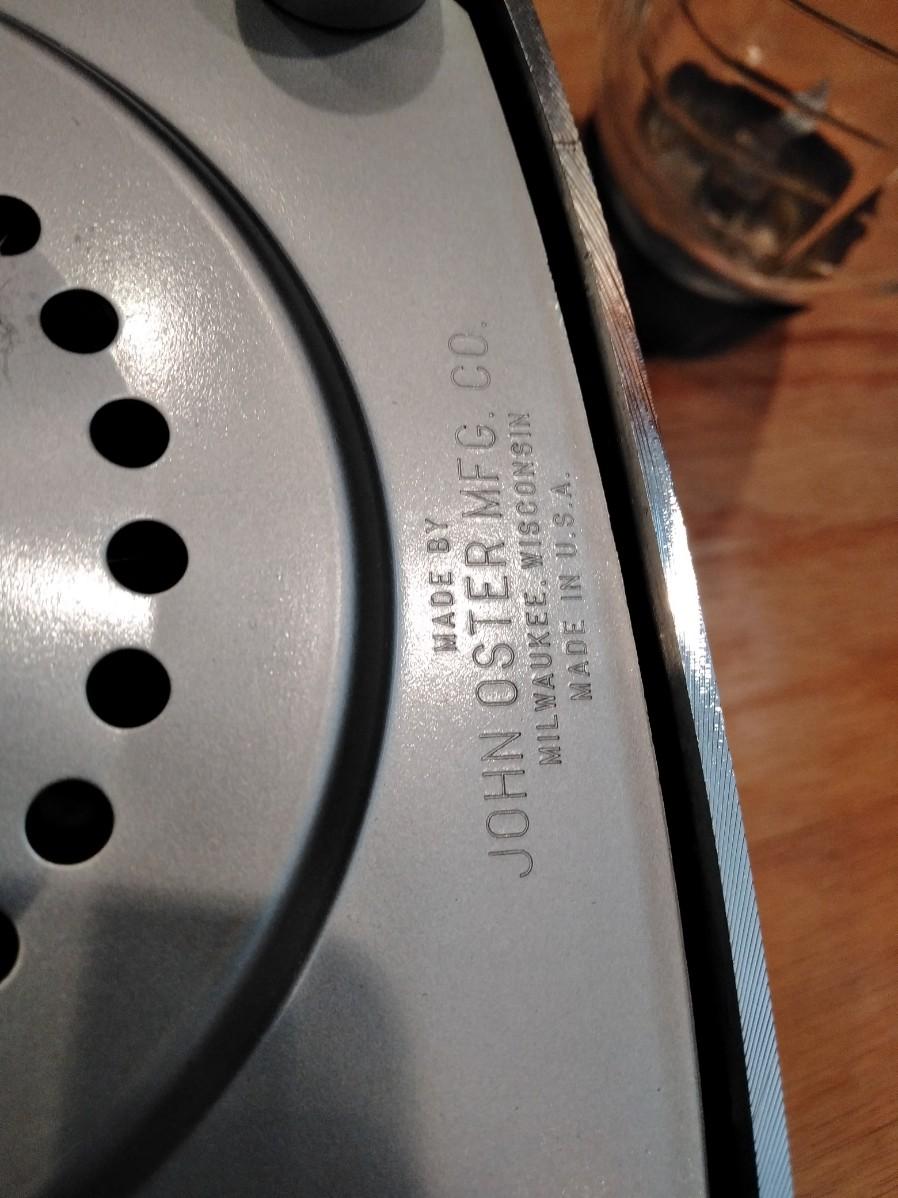 MADE BY
JOHN OSTER MFG. CO.
MILWAUKEE, WISCONSIN
MADE IN U.S.A.